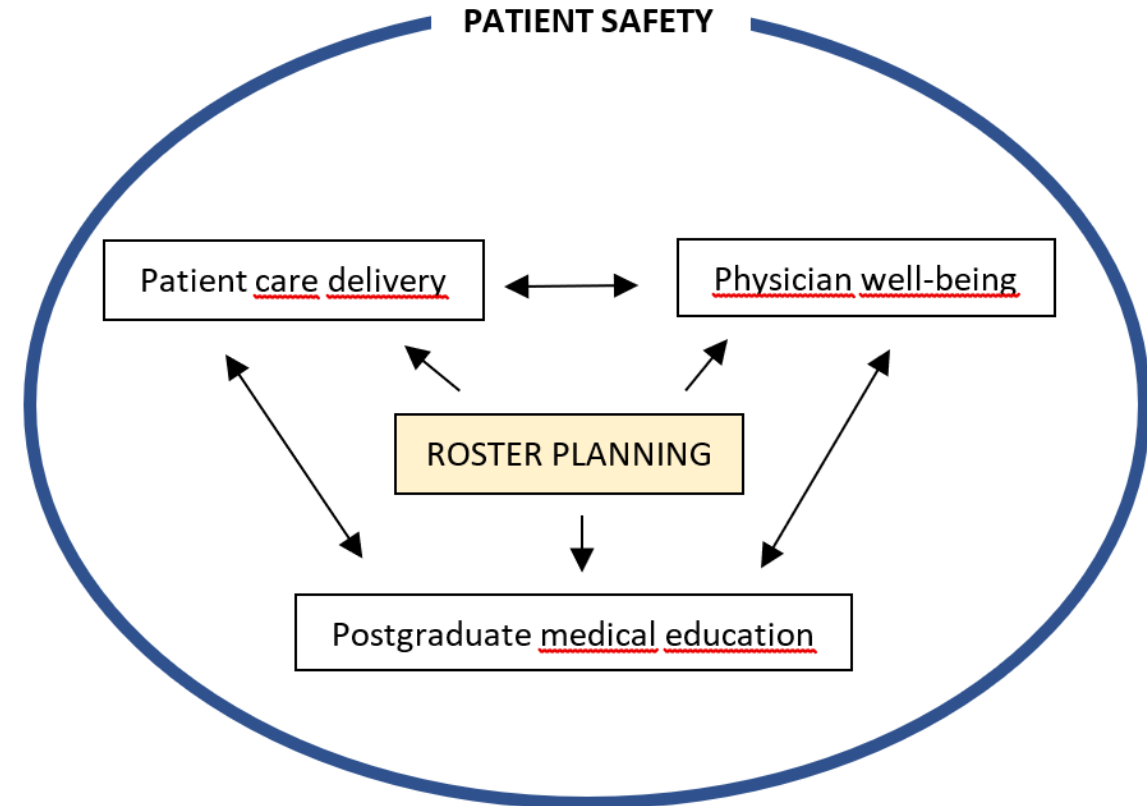 PATIENT SAFETY
Patient care delivery
Physician well-being
ROSTER PLANNING
Postgraduate medical education